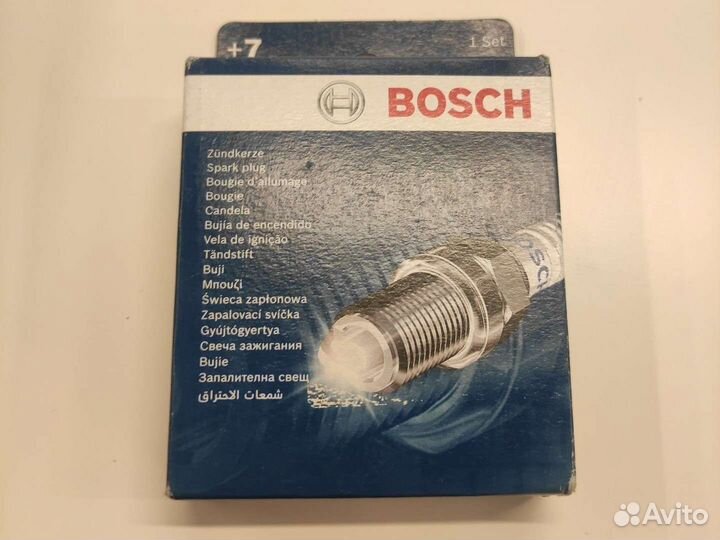 +7
1 Set
BOSCH
Zündkerze
Spark plug
Bougie d'allumage
Bougie
Candela
Bujía de encendido
Vela de ignição
Tändstift
Buji
Μπουζί
Świeca zapłonowa
Zapalovací svíčka
Gyújtógyertya
Свеча зажигания
Bujie
Запалителна свещ
شمعات الاحتراق
BOSCH
Avito